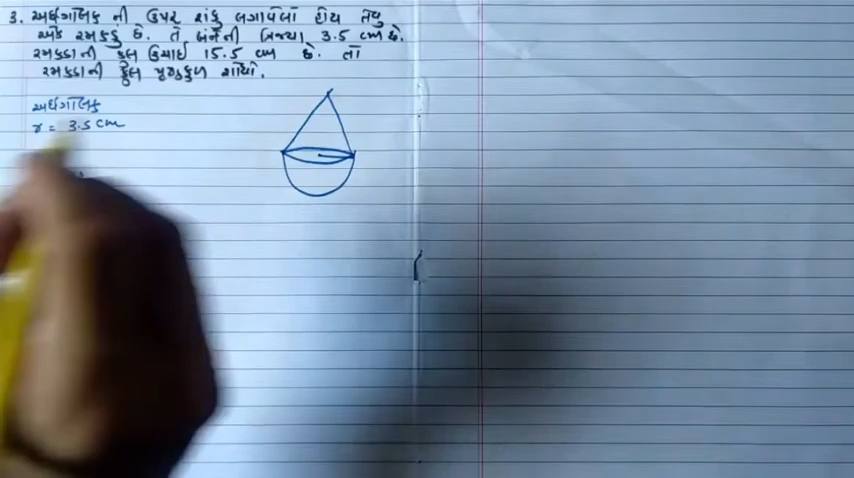 3. અર્ધગોલક ની ઉપર શંકુ લગાવેલો હોય તેવુ
એક રમકડુ છે. તે બંનેની ત્રિજ્યા 3.5 cm છે.
રમકડાની કુલ ઉંચાઈ 15.5 cm છે. તો
રમકડાની કુલ પૃષ્ઠફળ શોધો.
અર્ધગોલક
r = 3.5 cm